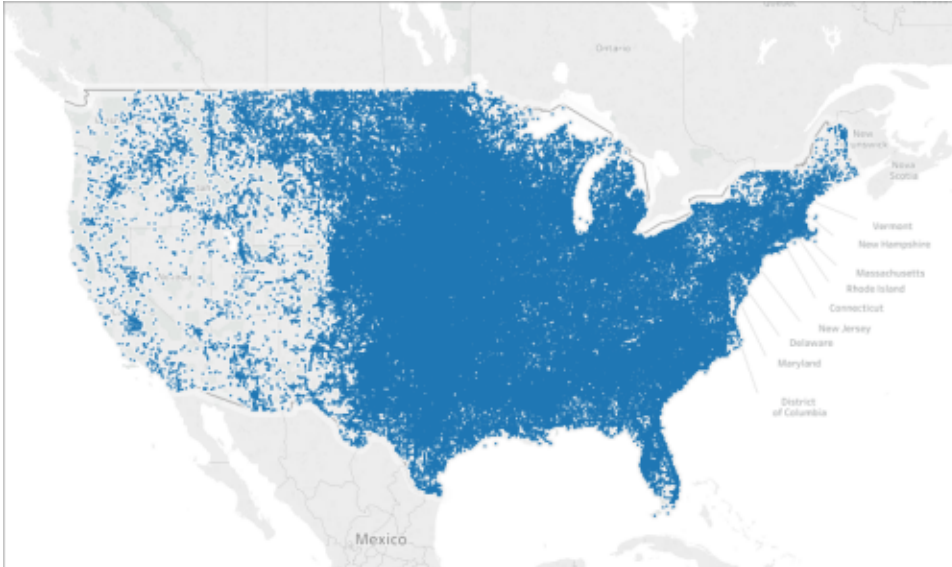 Ontario
New
Nova
Scotia
Vermont
New Hampshire
Massachusetts
Rhode Island
Connecticut
New Jersey
Delaware
Maryland
District
of Columbia
Mexico